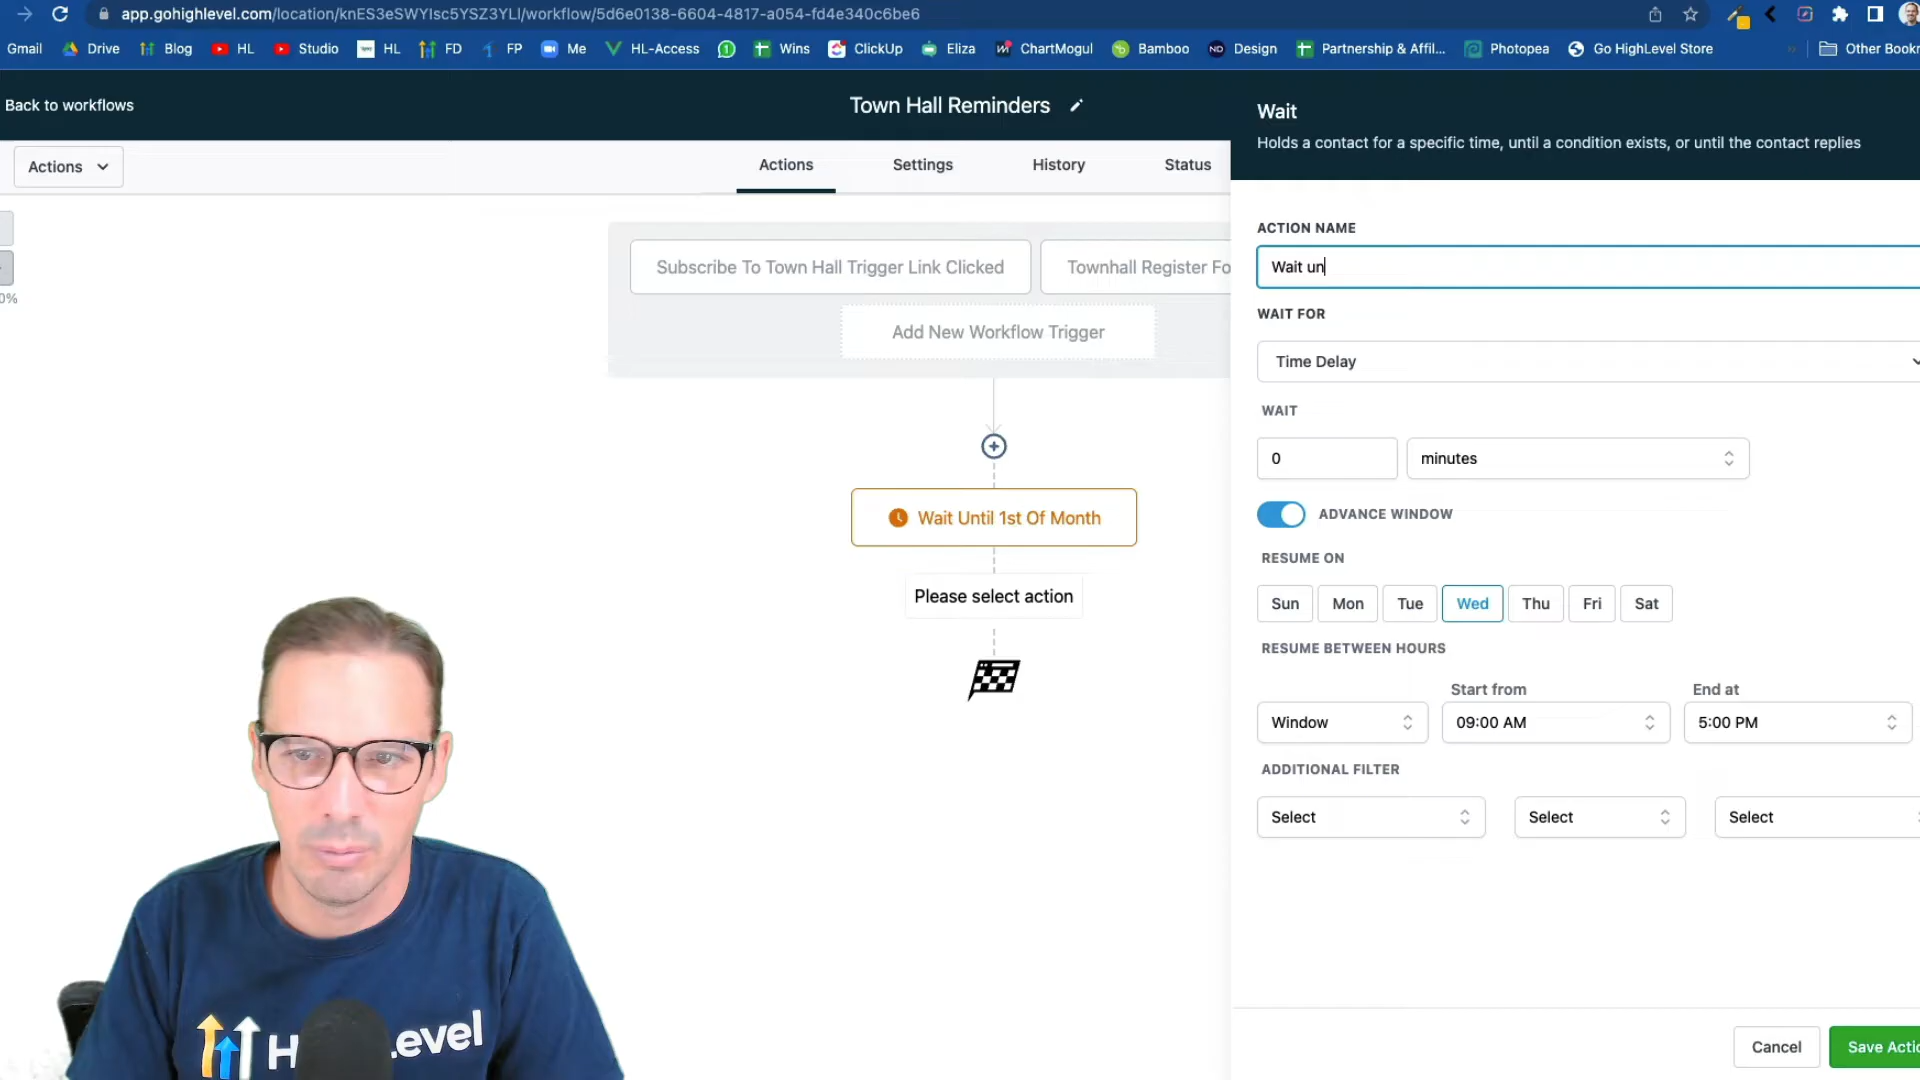 app.gohighlevel.com/location/knES3eSWYIsc5YSZ3YLl/workflow/5d6e0138-6604-4817-a054-fd4e340c6be6
Gmail Drive Blog HL Studio HL FD FP Me HL-Access Wins ClickUp Eliza ChartMogul Bamboo Design Partnership & Affil... Photopea Go HighLevel Store » Other Bookr
Back to workflows
Town Hall Reminders
Wait
Holds a contact for a specific time, until a condition exists, or until the contact replies
Actions
Actions Settings History Status
0%
Subscribe To Town Hall Trigger Link Clicked
Townhall Register Fo
Add New Workflow Trigger
Wait Until 1st Of Month
Please select action
ACTION NAME
Wait un
WAIT FOR
Time Delay
WAIT
0 minutes
ADVANCE WINDOW
RESUME ON
Sun Mon Tue Wed Thu Fri Sat
RESUME BETWEEN HOURS
Start from End at
Window 09:00 AM 5:00 PM
ADDITIONAL FILTER
Select Select Select
Cancel Save Actio
H Level